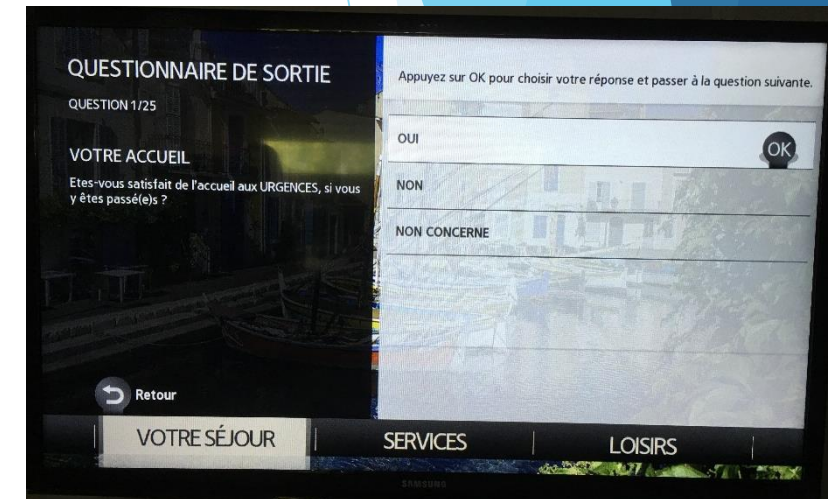 QUESTIONNAIRE DE SORTIE
QUESTION 1/25
VOTRE ACCUEIL
Etes-vous satisfait de l'accueil aux URGENCES, si vous
y êtes passé(e)s ?
Retour
Appuyez sur OK pour choisir votre réponse et passer à la question suivante.
OUI
OK
NON
NON CONCERNE
VOTRE SÉJOUR
SERVICES
LOISIRS
SAMSUNG